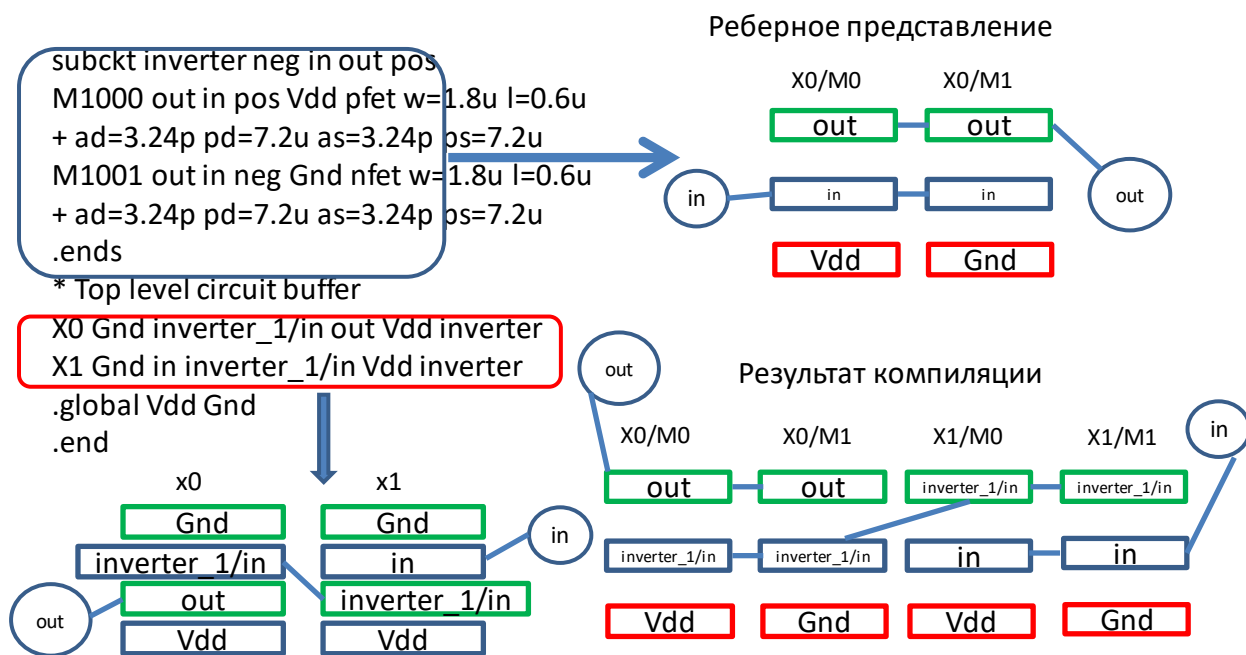 subckt inverter neg in out pos
M1000 out in pos Vdd pfet w=1.8u l=0.6u
+ ad=3.24p pd=7.2u as=3.24p ps=7.2u
M1001 out in neg Gnd nfet w=1.8u l=0.6u
+ ad=3.24p pd=7.2u as=3.24p ps=7.2u
.ends
* Top level circuit buffer
X0 Gnd inverter_1/in out Vdd inverter
X1 Gnd in inverter_1/in Vdd inverter
.global Vdd Gnd
.end
Реберное представление
X0/M0 X0/M1
out out
in in in out
Vdd Gnd
x0 x1
Gnd Gnd
inverter_1/in in in
out out inverter_1/in
Vdd Vdd
out Результат компиляции in
X0/M0 X0/M1 X1/M0 X1/M1
out out inverter_1/in inverter_1/in
inverter_1/in inverter_1/in in in
Vdd Gnd Vdd Gnd